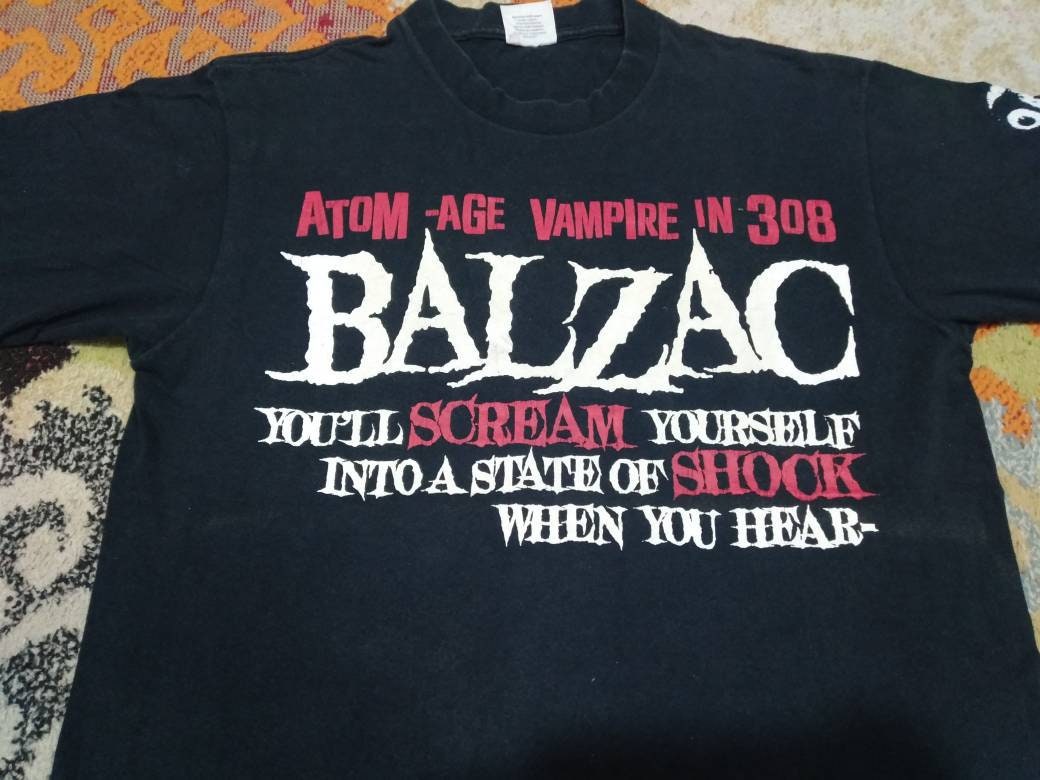 ATOM -AGE VAMPIRE IN 308
BALZAC
YOU'LL SCREAM YOURSELF
INTO A STATE OF SHOCK
WHEN YOU HEAR-